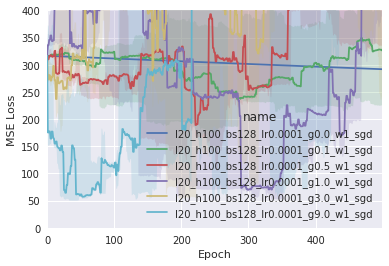 400
350
300
250
200
150
100
50
0
MSE Loss
name
l20_h100_bs128_lr0.0001_g0.0_w1_sgd
l20_h100_bs128_lr0.0001_g0.1_w1_sgd
l20_h100_bs128_lr0.0001_g0.5_w1_sgd
l20_h100_bs128_lr0.0001_g1.0_w1_sgd
l20_h100_bs128_lr0.0001_g3.0_w1_sgd
l20_h100_bs128_lr0.0001_g9.0_w1_sgd
0 100 200 300 400
Epoch